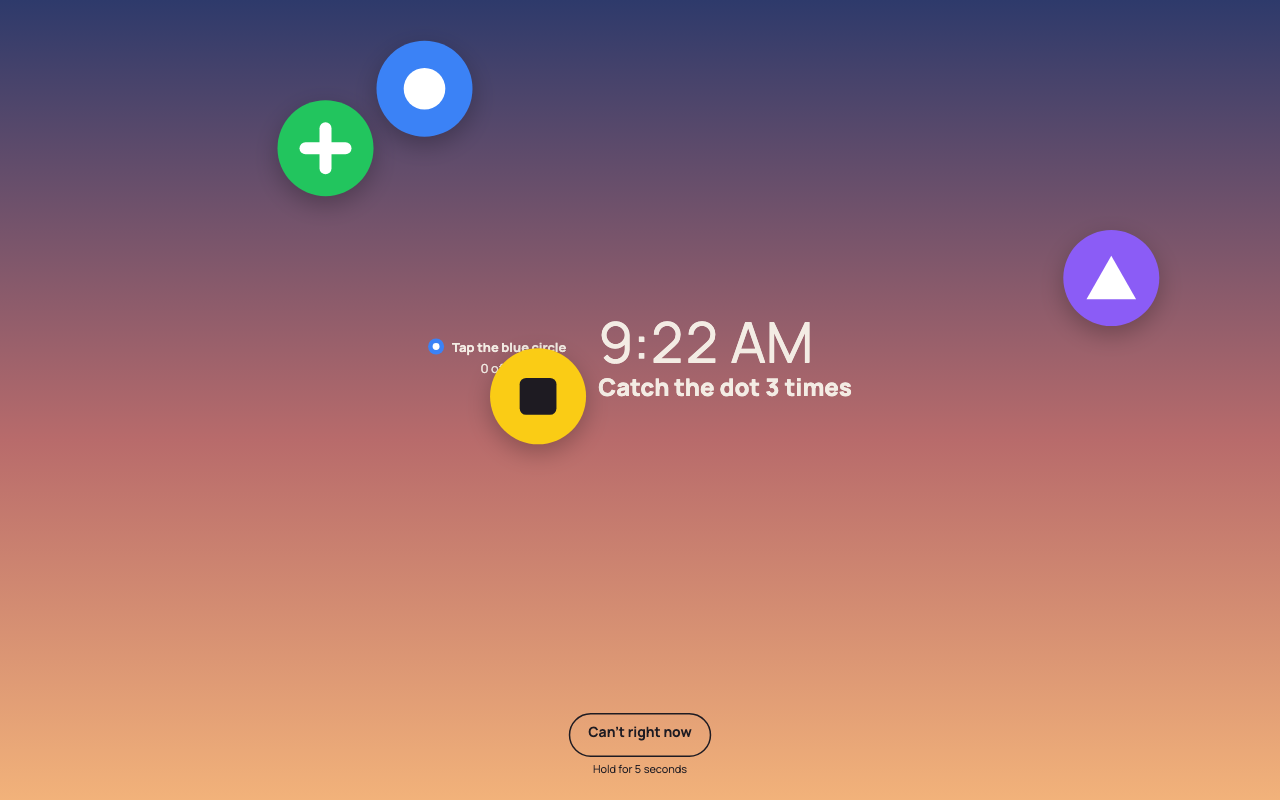 Tap the blue circle
0
9:22 AM
Catch the dot 3 times
Can't right now
Hold for 5 seconds